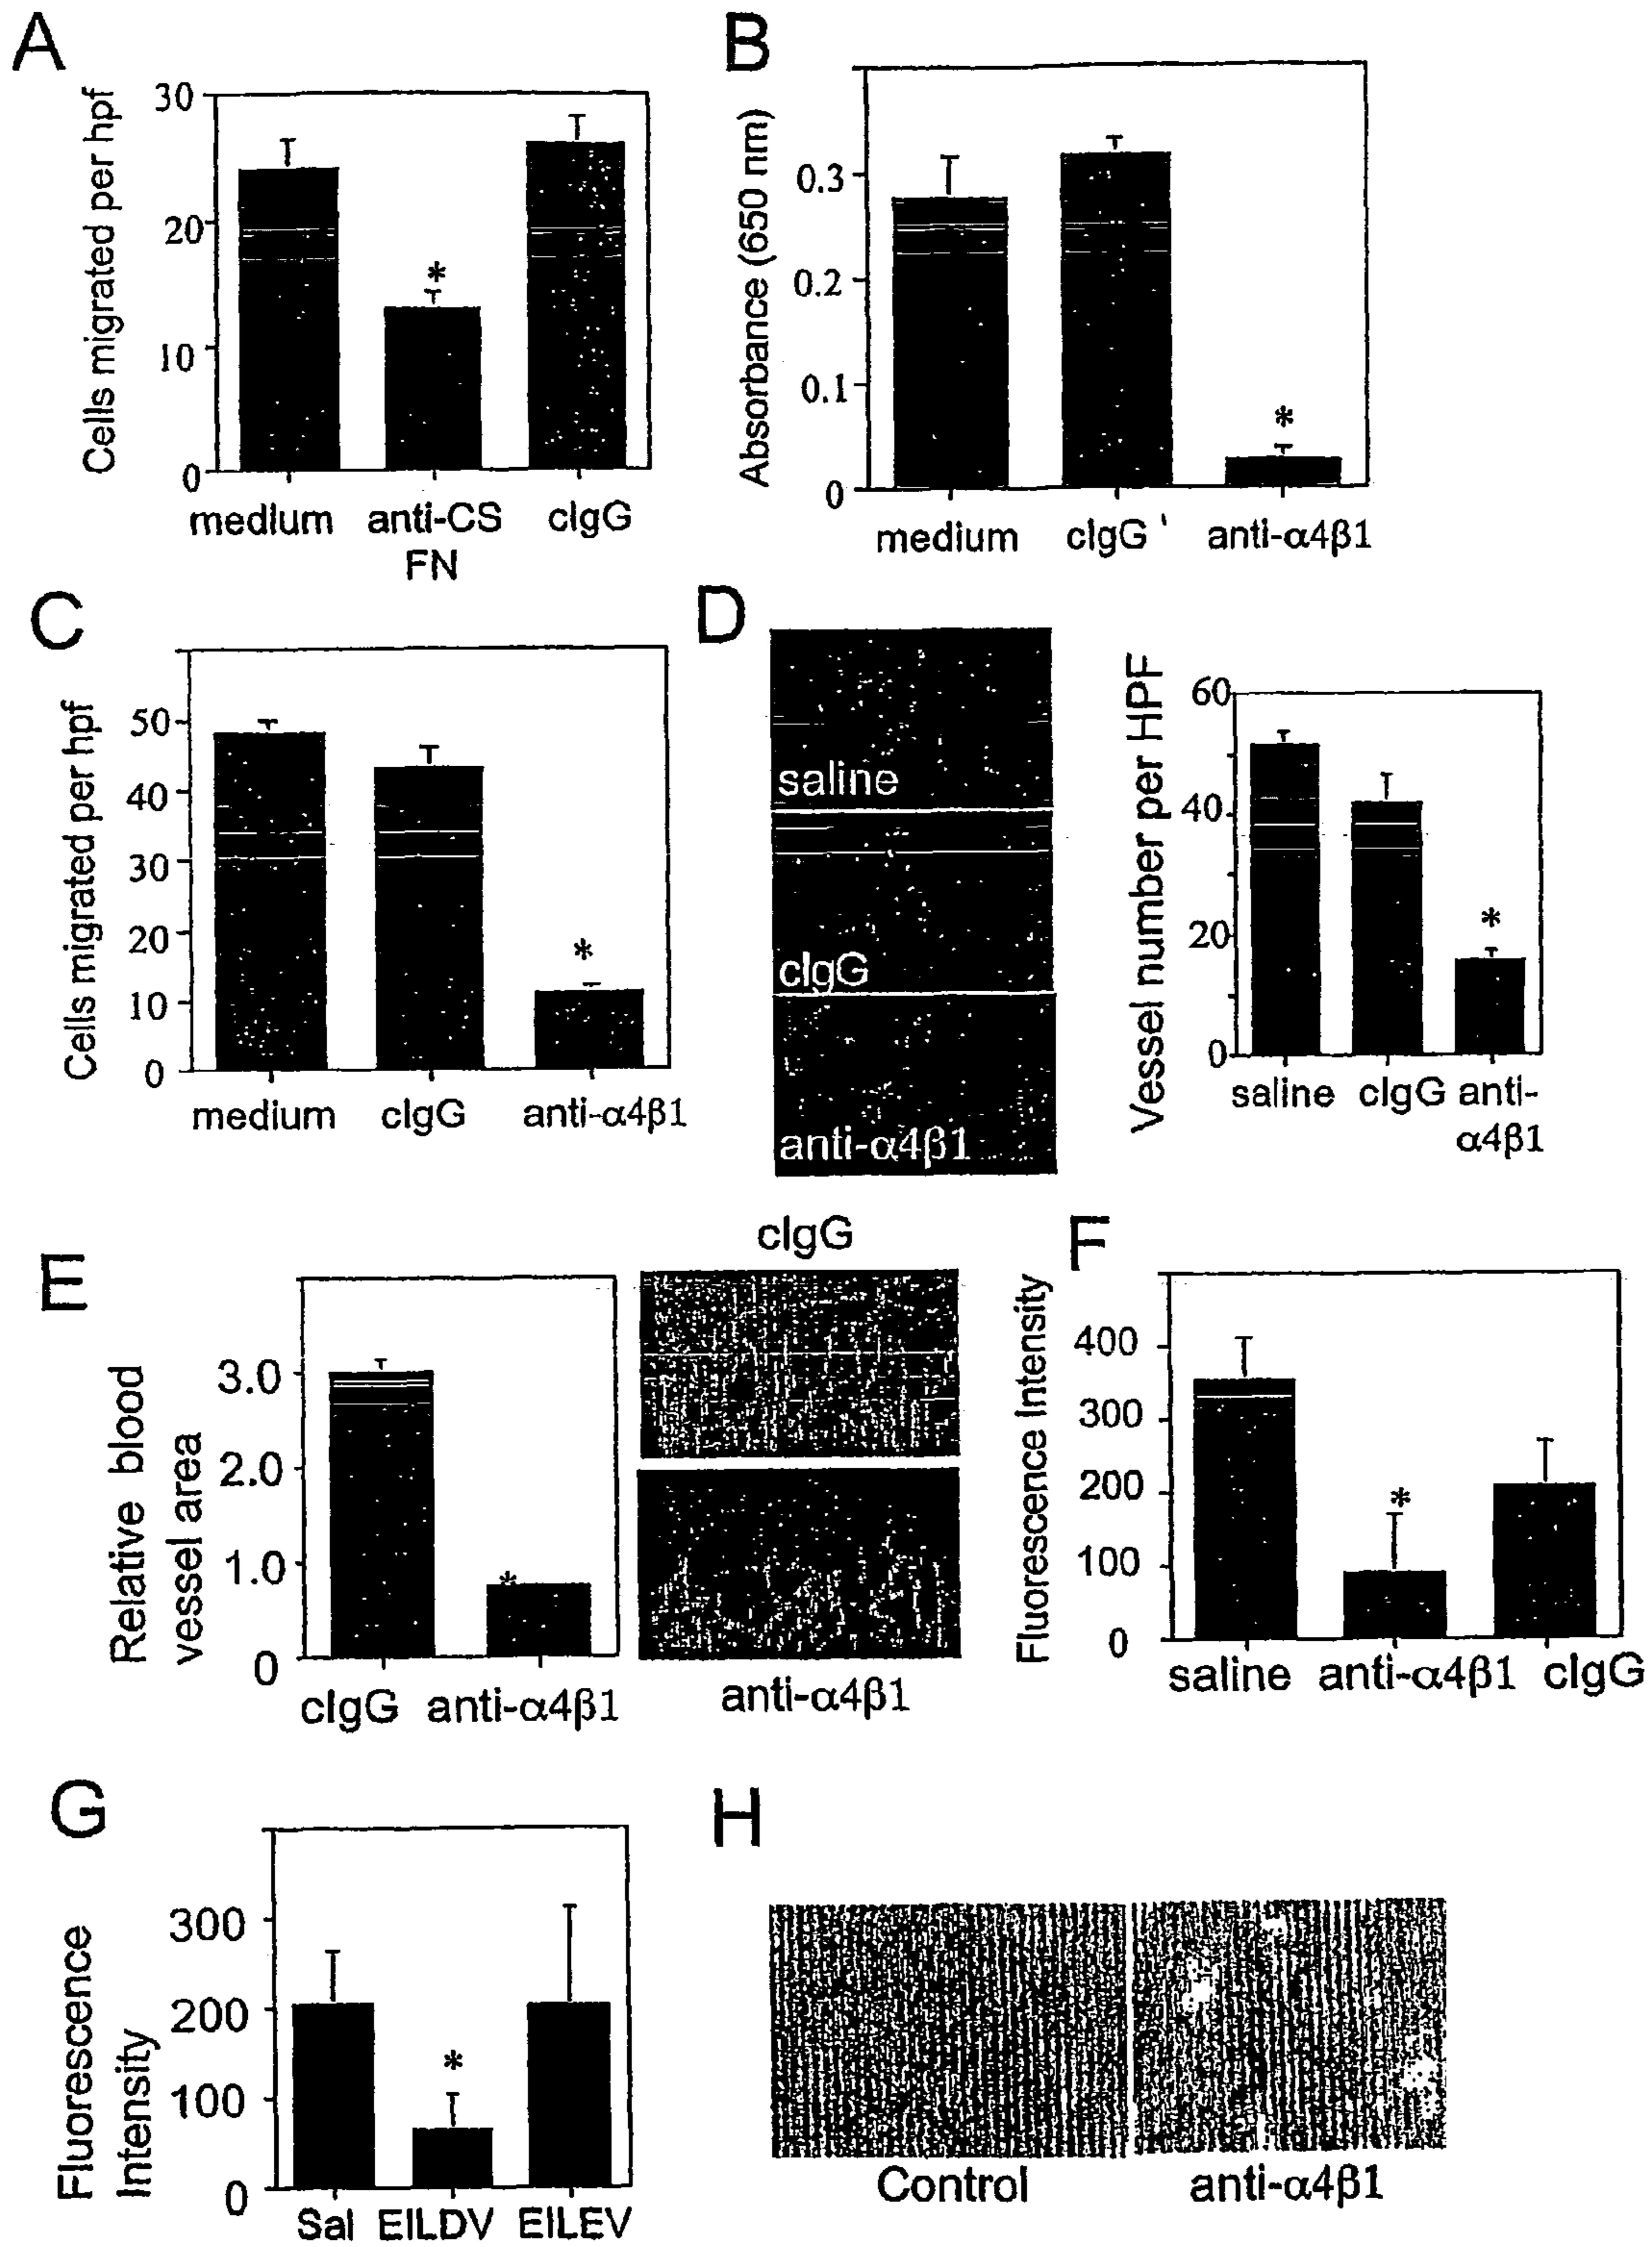 A
Cells migrated per hpf
30
20
10
0
medium
anti-CS
FN
cIgG
*
B
Absorbance (650 nm)
0.3
0.2
0.1
0
medium
cIgG
anti-α4β1
*
C
Cells migrated per hpf
50
40
30
20
10
0
medium
cIgG
anti-α4β1
*
D
saline
cIgG
anti-α4β1
Vessel number per HPF
60
40
20
0
saline
cIgG
anti-
α4β1
*
E
Relative blood
vessel area
3.0
2.0
1.0
0
cIgG
anti-α4β1
*
cIgG
anti-α4β1
F
Fluorescence Intensity
400
300
200
100
0
saline
anti-α4β1
cIgG
*
G
Fluorescence
Intensity
300
200
100
0
Sal
EILDV
EILEV
*
H
Control
anti-α4β1